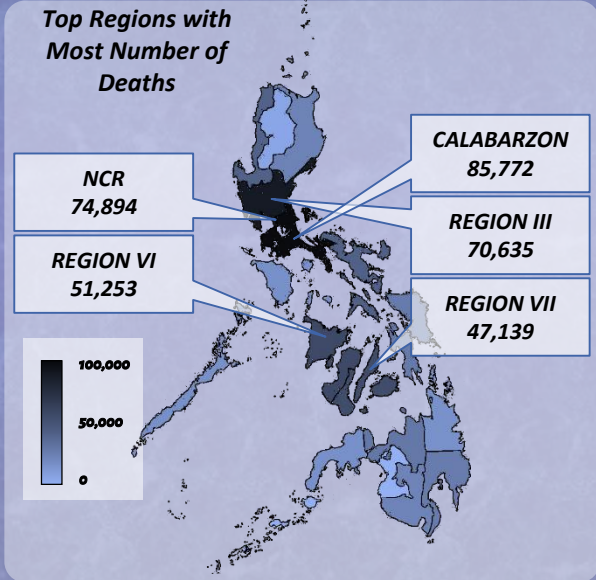 Top Regions with
Most Number of
Deaths
CALABARZON
85,772
NCR
74,894
REGION III
70,635
REGION VI
51,253
REGION VII
47,139
100,000
50,000
0